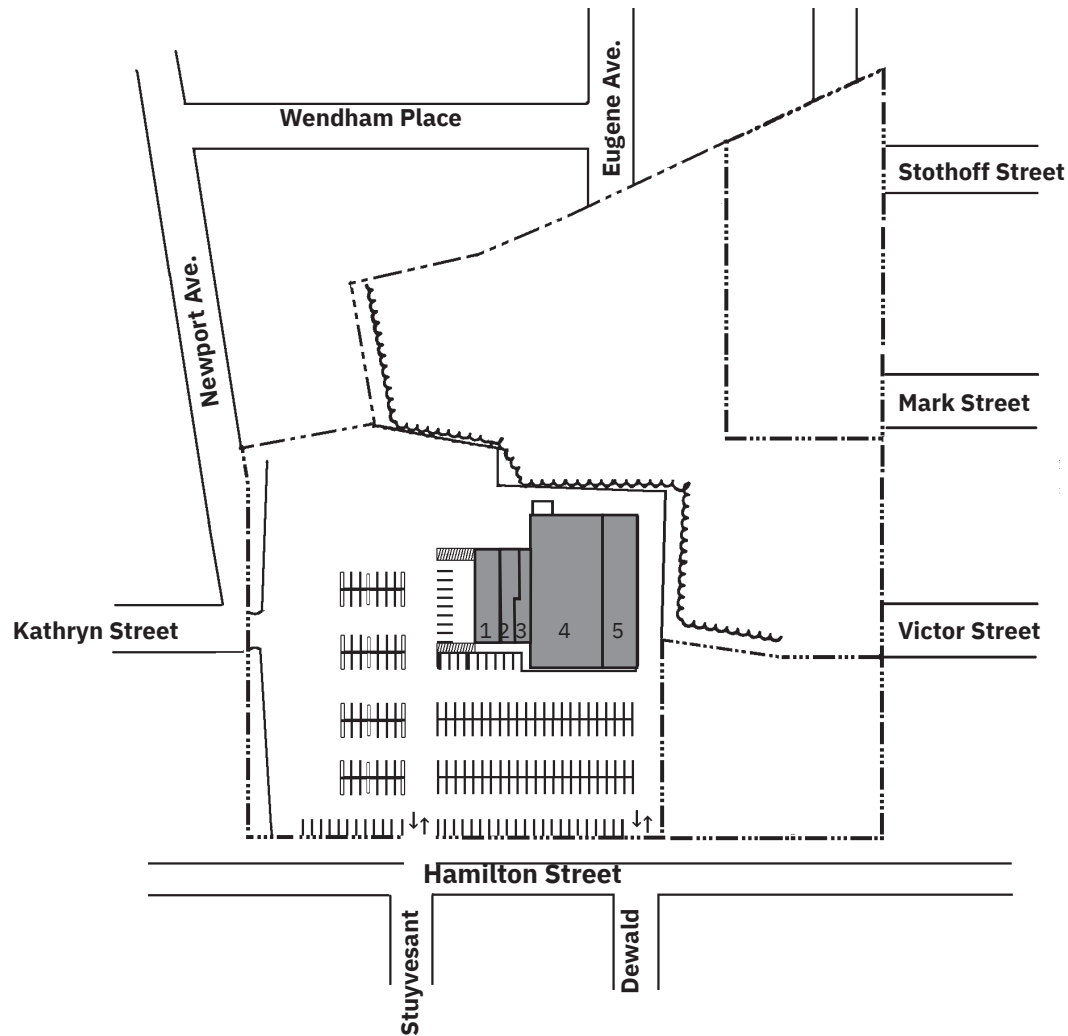 Eugene Ave.
Wendham Place
Stothoff Street
Newport Ave.
Mark Street
Kathryn Street
1 2 3 4 5
Victor Street
Hamilton Street
Stuyvesant
Dewald